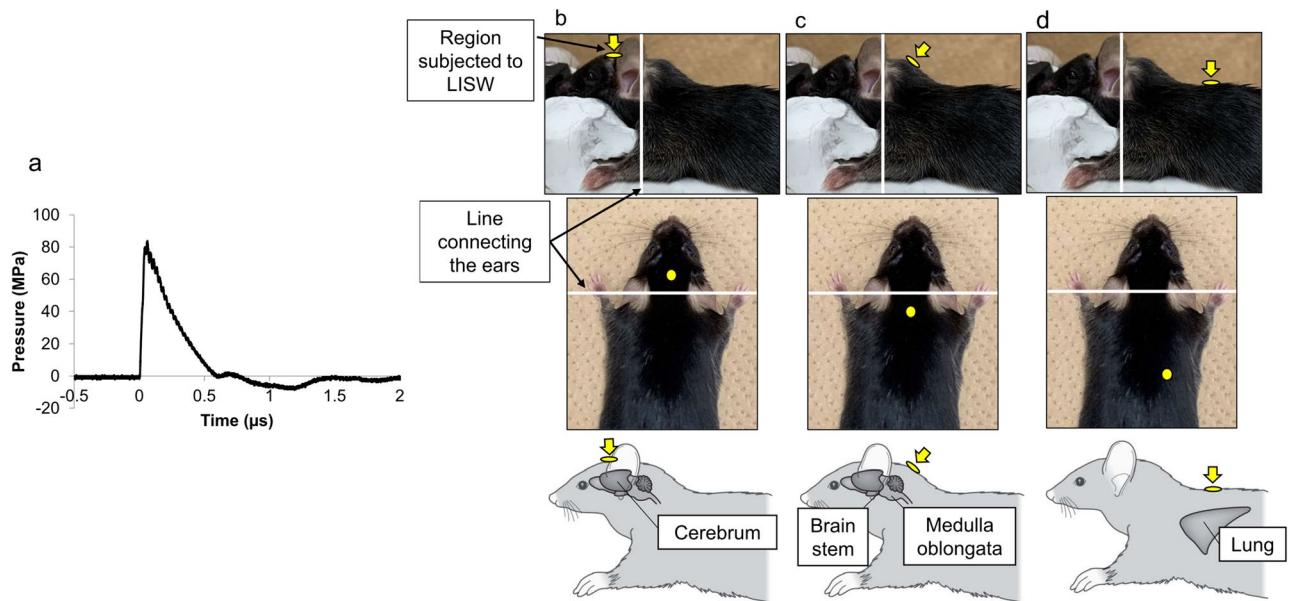 a
100
80
60
40
20
0
-20
-0.5
0
0.5
1
1.5
2
Pressure (MPa)
Time (µs)
b
c
d
Region
subjected to
LISW
Line
connecting
the ears
Cerebrum
Brain
stem
Medulla
oblongata
Lung